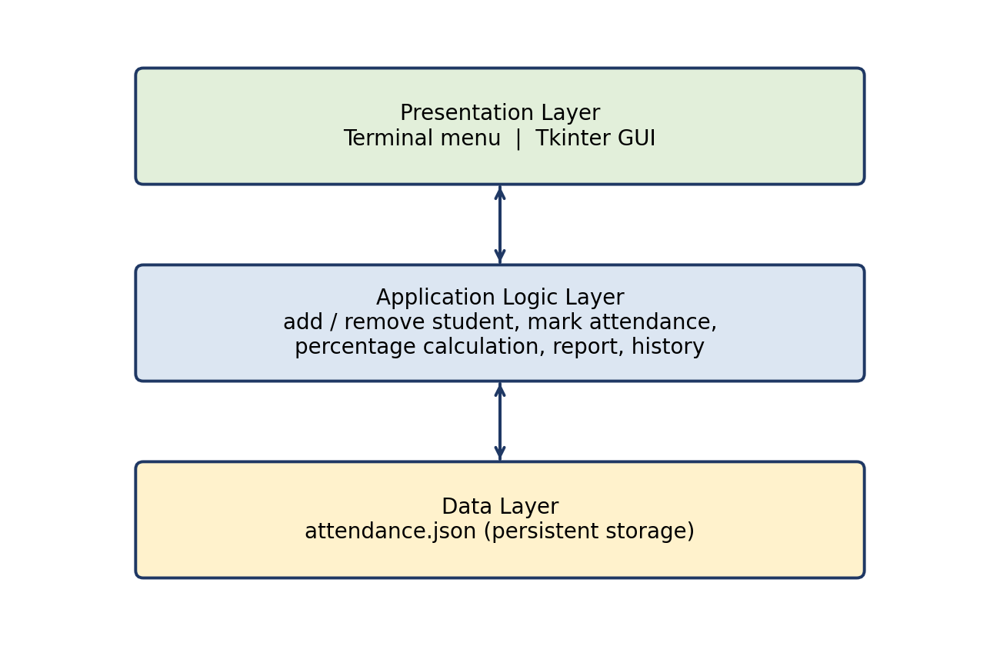 Presentation Layer
Terminal menu | Tkinter GUI
Application Logic Layer
add / remove student, mark attendance,
percentage calculation, report, history
Data Layer
attendance.json (persistent storage)